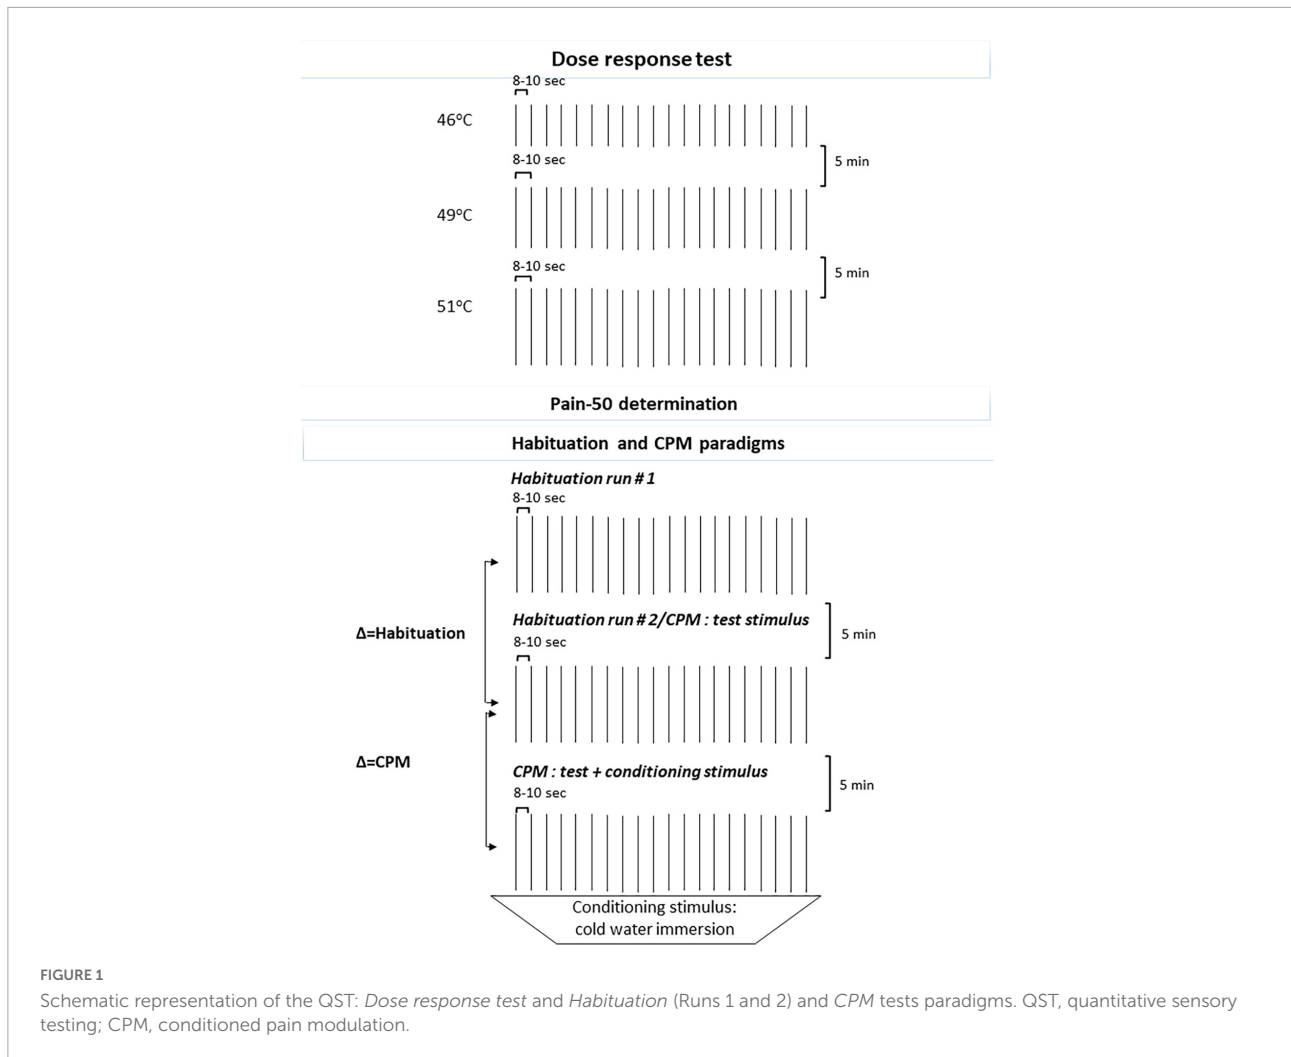 Dose response test
8-10 sec
46°C
5 min
8-10 sec
49°C
5 min
8-10 sec
51°C
Pain-50 determination
Habituation and CPM paradigms
Habituation run # 1
8-10 sec
Habituation run # 2/CPM : test stimulus
Δ=Habituation
5 min
8-10 sec
Δ=CPM
CPM : test + conditioning stimulus
5 min
8-10 sec
Conditioning stimulus:
cold water immersion
FIGURE 1
Schematic representation of the QST: Dose response test and Habituation (Runs 1 and 2) and CPM tests paradigms. QST, quantitative sensory
testing; CPM, conditioned pain modulation.